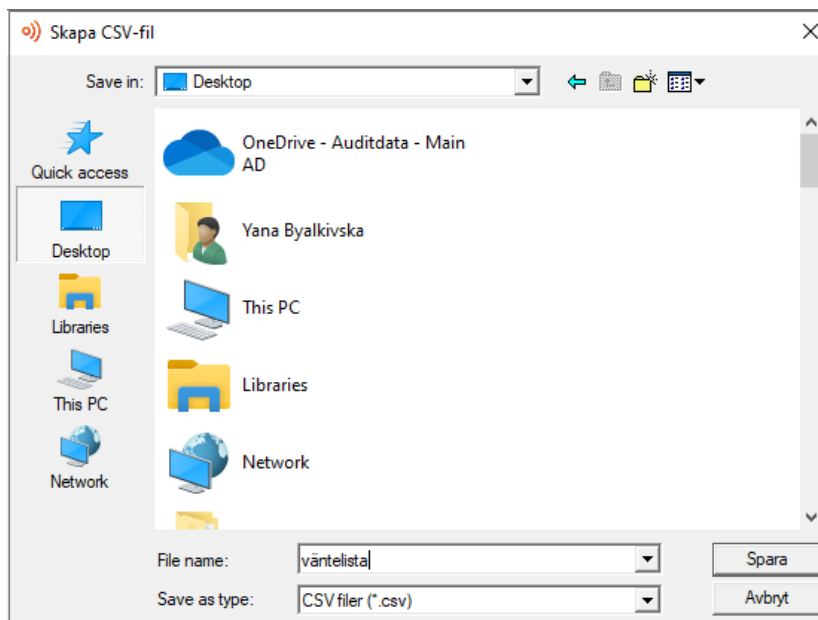 Skapa CSV-fil
Save in:
Desktop
Quick access
Desktop
Libraries
This PC
Network
OneDrive - Auditdata - Main
AD
Yana Byalkivska
This PC
Libraries
Network
File name:
väntelista
Spara
Save as type:
CSV filer (*.csv)
Avbryt